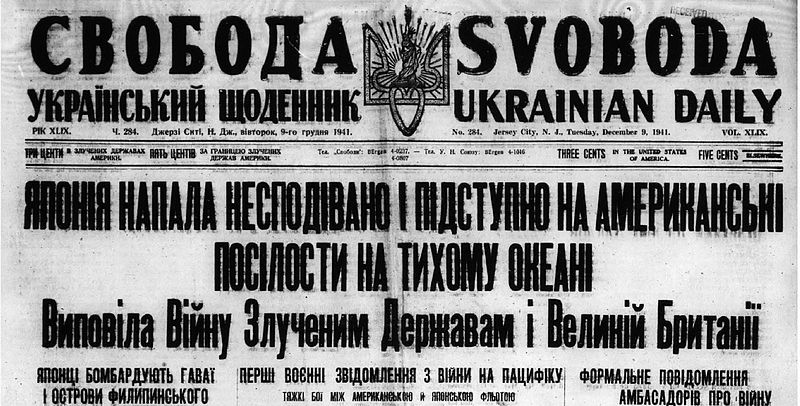 RECEIVED
СВОБОДА SVOBODA
УКРАЇНСЬКИЙ ЩОДЕННИК UKRAINIAN DAILY
РІК XLIX. Ч. 284. Джерзі Ситі, Н. Дж., вівторок, 9-го грудня 1941. No. 284. Jersey City, N. J., Tuesday, December 9, 1941. VOL. XLIX.
ТРИ ЦЕНТИ В ЗЛУЧЕНИХ ДЕРЖАВАХ АМЕРИКИ. ПЯТЬ ЦЕНТІВ ЗА ГРАНИЦЕЮ ЗЛУЧЕНИХ ДЕРЖАВ АМЕРИКИ. Тел. „Свободи": BErgen 4-0237. — Тел. У. Н. Союзу: BErgen 4-1016 4-0807 THREE CENTS IN THE UNITED STATES OF AMERICA. FIVE CENTS ELSEWHERE.
ЯПОНІЯ НАПАЛА НЕСПОДІВАНО І ПІДСТУПНО НА АМЕРИКАНСЬКІ
ПОСІЛОСТИ НА ТИХОМУ ОКЕАНІ
Виповіла Війну Злученим Державам і Великій Британії
ЯПОНЦІ БОМБАРДУЮТЬ ГАВАЇ
І ОСТРОВИ ФИЛИПИНСЬКОГО
ПЕРШІ ВОЄННІ ЗВІДОМЛЕННЯ З ВІЙНИ НА ПАЦИФІКУ
ТЯЖКІ БОЇ МІЖ АМЕРИКАНСЬКОЮ Й ЯПОНСЬКОЮ ФЛЬОТОЮ
ФОРМАЛЬНЕ ПОВІДОМЛЕННЯ
АМБАСАДОРІВ ПРО ВІЙНУ